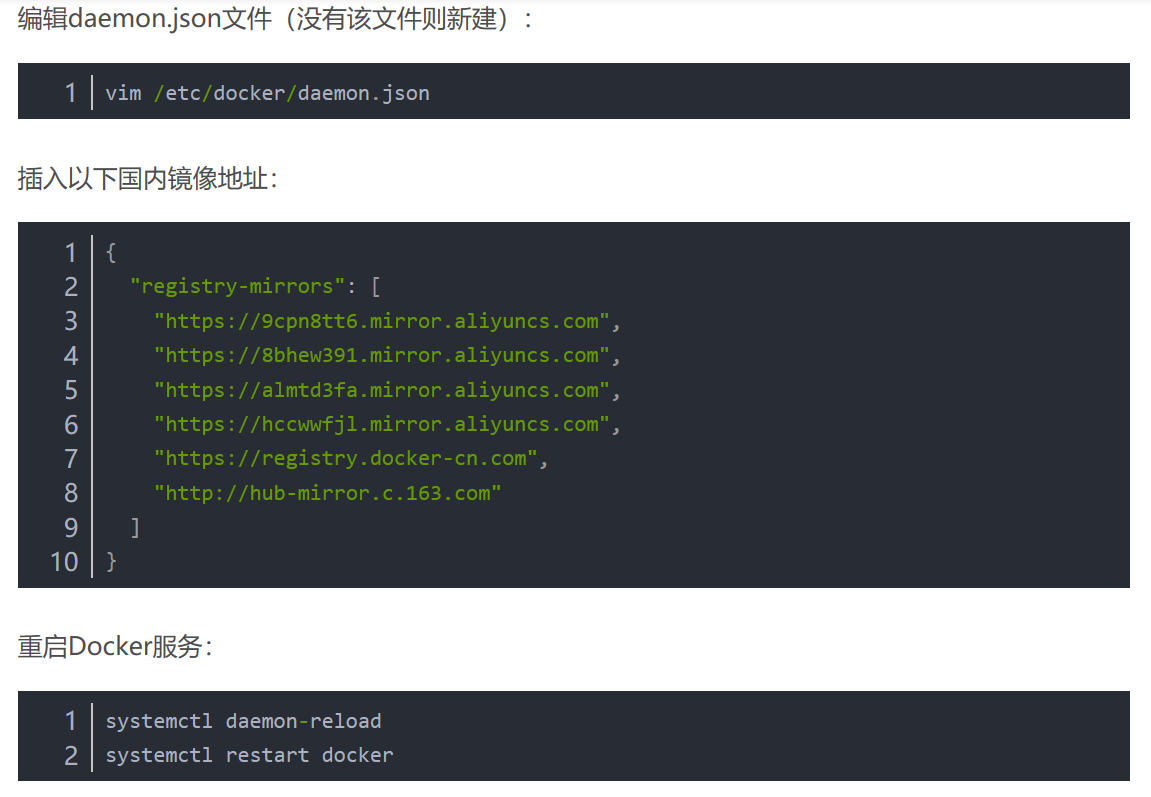 编辑daemon.json文件（没有该文件则新建）：
1 vim /etc/docker/daemon.json
插入以下国内镜像地址：
1 {
2 "registry-mirrors": [
3 "https://9cpn8tt6.mirror.aliyuncs.com",
4 "https://8bhew391.mirror.aliyuncs.com",
5 "https://almtd3fa.mirror.aliyuncs.com",
6 "https://hccwwfjl.mirror.aliyuncs.com",
7 "https://registry.docker-cn.com",
8 "http://hub-mirror.c.163.com"
9 ]
10 }
重启Docker服务：
1 systemctl daemon-reload
2 systemctl restart docker